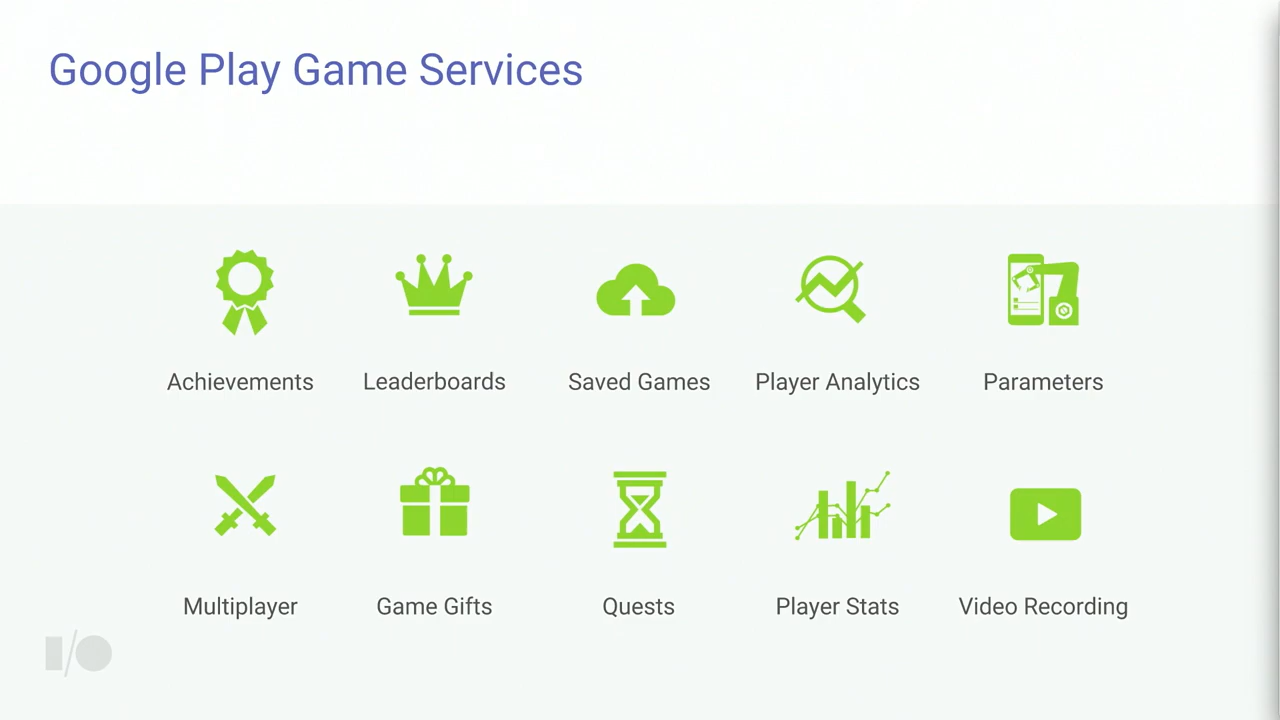 Google Play Game Services
Achievements
Leaderboards
Saved Games
Player Analytics
Parameters
Multiplayer
Game Gifts
Quests
Player Stats
Video Recording
I/O